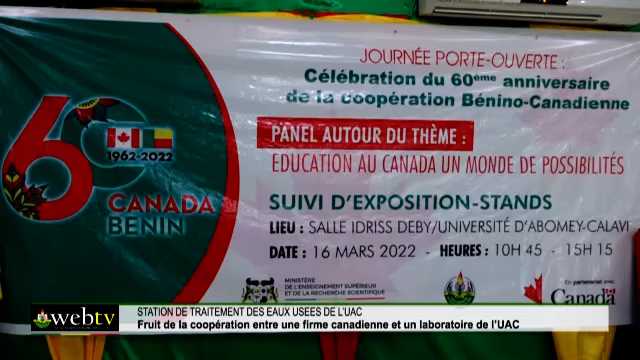 JOURNÉE PORTE-OUVERTE :
Célébration du 60ème anniversaire
de la coopération Bénino-Canadienne
60
1962-2022
CANADA
BENIN
PANEL AUTOUR DU THÈME :
EDUCATION AU CANADA UN MONDE DE POSSIBILITÉS
SUIVI D'EXPOSITION-STANDS
LIEU : SALLE IDRISS DEBY/UNIVERSITÉ D'ABOMEY-CALAVI
DATE : 16 MARS 2022 - HEURES : 10H 45 - 15H 15
MINISTÈRE
DE L'ENSEIGNEMENT SUPÉRIEUR
ET DE LA RECHERCHE SCIENTIFIQUE
En partenariat avec
Canada
webtv
STATION DE TRAITEMENT DES EAUX USEES DE L'UAC
Fruit de la coopération entre une firme canadienne et un laboratoire de l'UAC